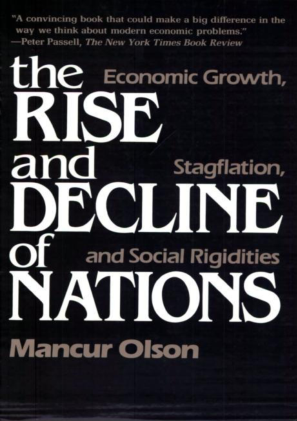 "A convincing book that could make a big difference in the
way we think about modern economic problems."
—Peter Passell, The New York Times Book Review
the Economic Growth,
RISE
and Stagflation,
DECLINE
of and Social Rigidities
NATIONS
Mancur Olson